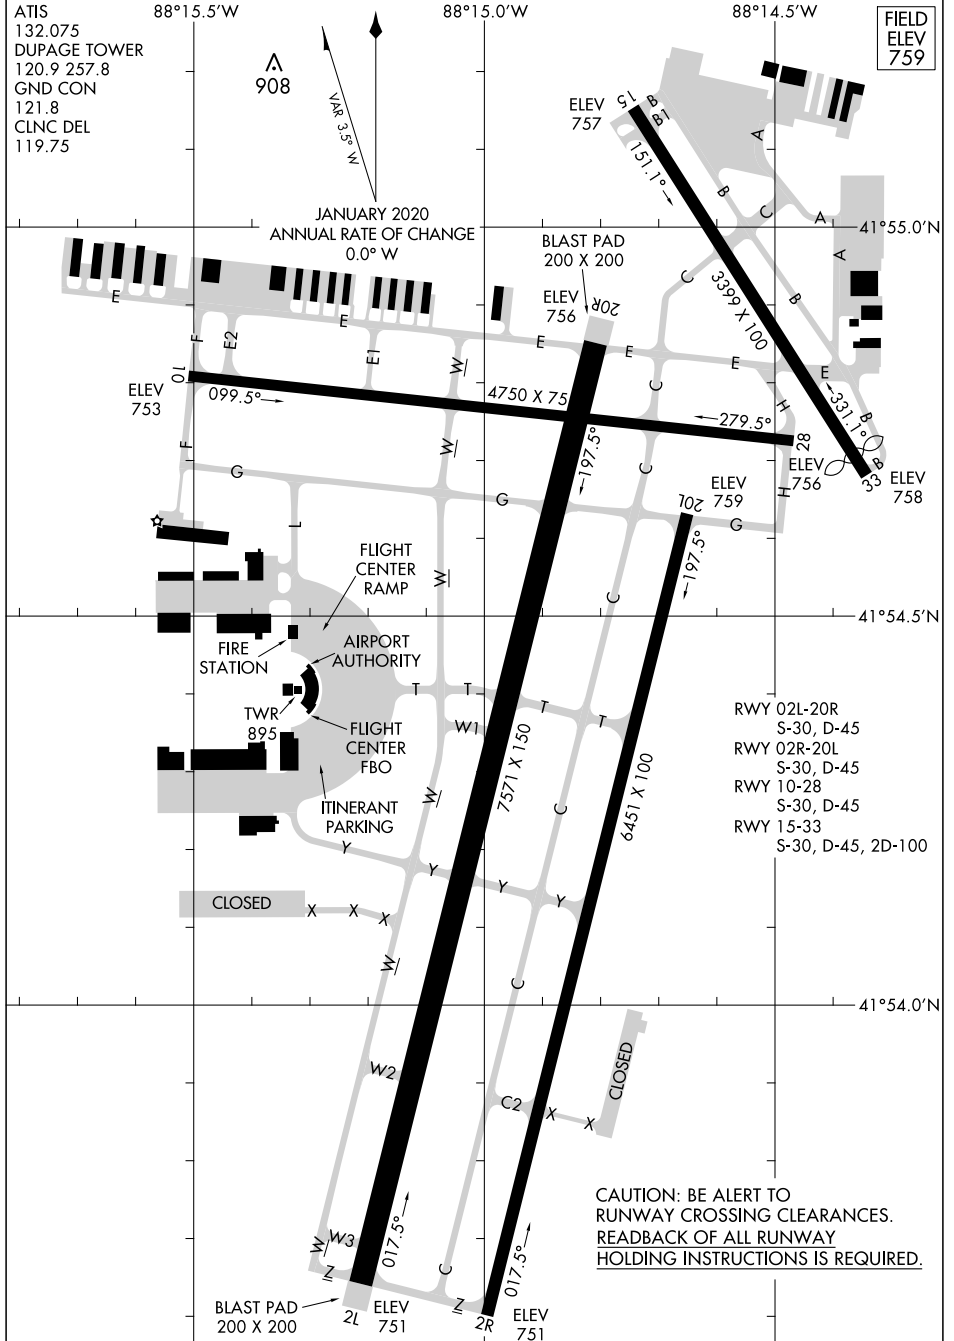 ATIS
132.075
DUPAGE TOWER
120.9 257.8
GND CON
121.8
CLNC DEL
119.75
88°15.5'W
88°15.0'W
88°14.5'W
FIELD
ELEV
759
908
VAR 3.5° W
JANUARY 2020
ANNUAL RATE OF CHANGE
0.0° W
ELEV
757
15
B
B1
A
151.1°
B
C
A
41°55.0'N
BLAST PAD
200 X 200
A
C
3399 X 100
B
ELEV
756
20R
E
E
F
E2
E1
W
E
E
E
E
C
H
B
ELEV
753
10
099.5°
4750 X 75
279.5°
28
331.1°
B
33
ELEV
756
ELEV
758
F
G
W
197.5°
C
H
ELEV
759
20L
G
G
L
W
197.5°
C
FLIGHT
CENTER
RAMP
41°54.5'N
FIRE
STATION
AIRPORT
AUTHORITY
TWR
895
FLIGHT
CENTER
FBO
T
T
T
T
W1
7571 X 150
6451 X 100
RWY 02L-20R
S-30, D-45
RWY 02R-20L
S-30, D-45
RWY 10-28
S-30, D-45
RWY 15-33
S-30, D-45, 2D-100
ITINERANT
PARKING
W
C
Y
Y
Y
Y
CLOSED
X
X
X
W
C
41°54.0'N
W2
C2
X
X
CLOSED
CAUTION: BE ALERT TO
RUNWAY CROSSING CLEARANCES.
READBACK OF ALL RUNWAY
HOLDING INSTRUCTIONS IS REQUIRED.
W
W3
Z
017.5°
C
017.5°
Z
BLAST PAD
200 X 200
2L
ELEV
751
2R
ELEV
751